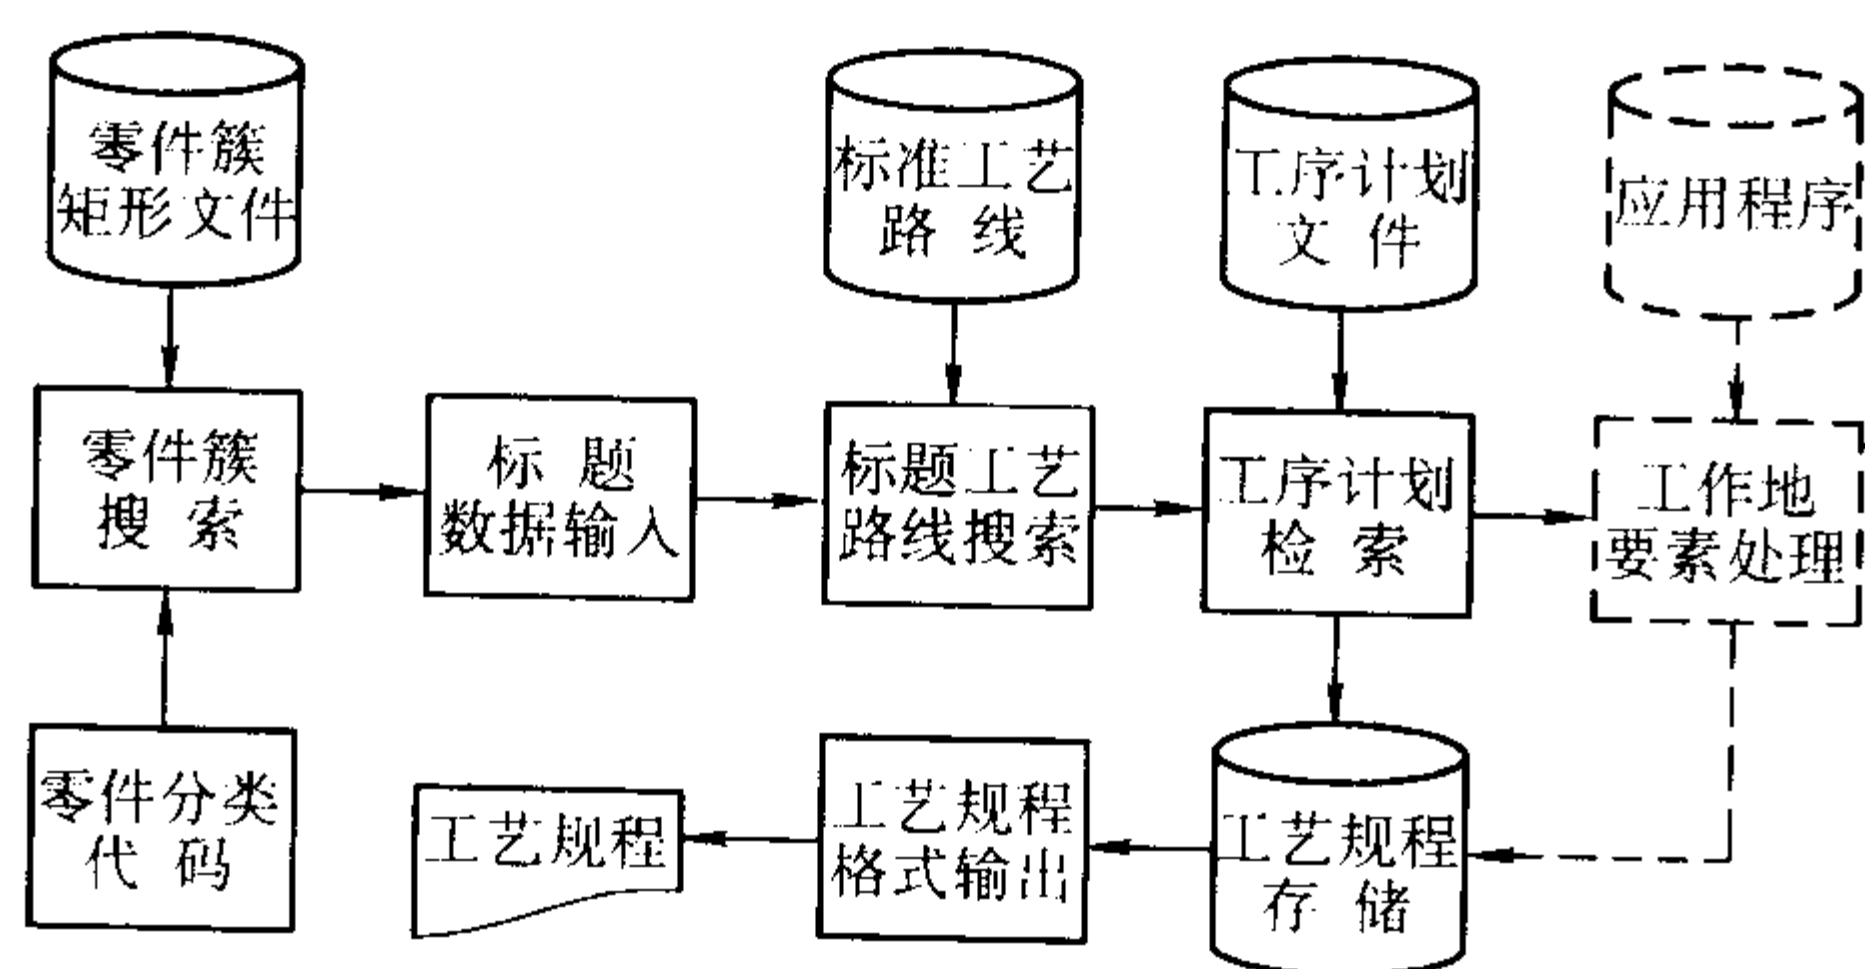 零件簇
矩形文件
标准工艺
路 线
工序计划
文 件
应用程序
零件簇
搜 索
标 题
数据输入
标题工艺
路线搜索
工序计划
检 索
工作地
要素处理
零件分类
代 码
工艺规程
工艺规程
格式输出
工艺规程
存 储